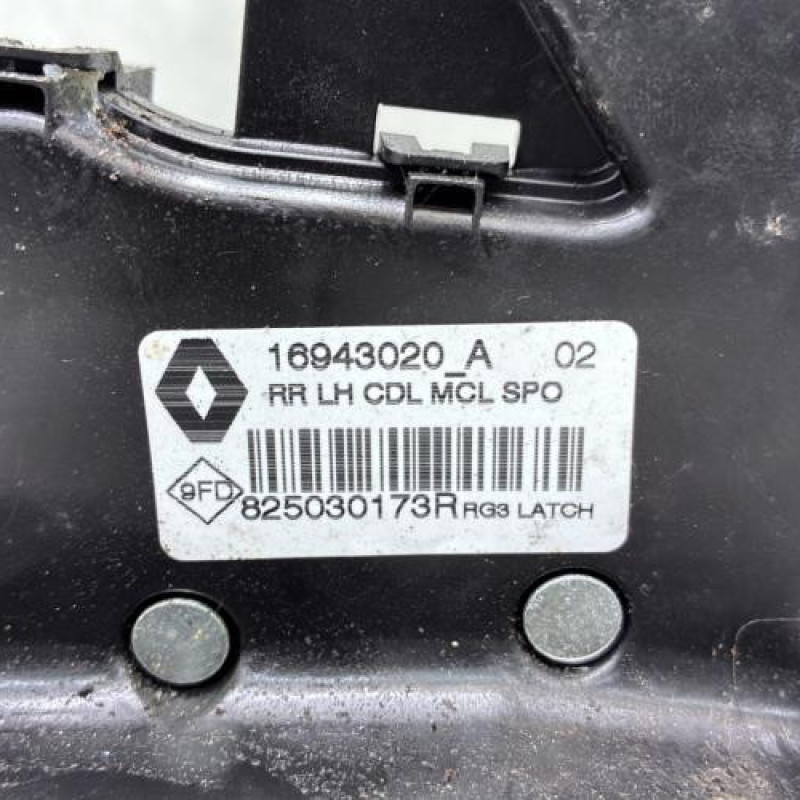 16943020_A 02
RR LH CDL MCL SPO
9FD
825030173R RG3 LATCH